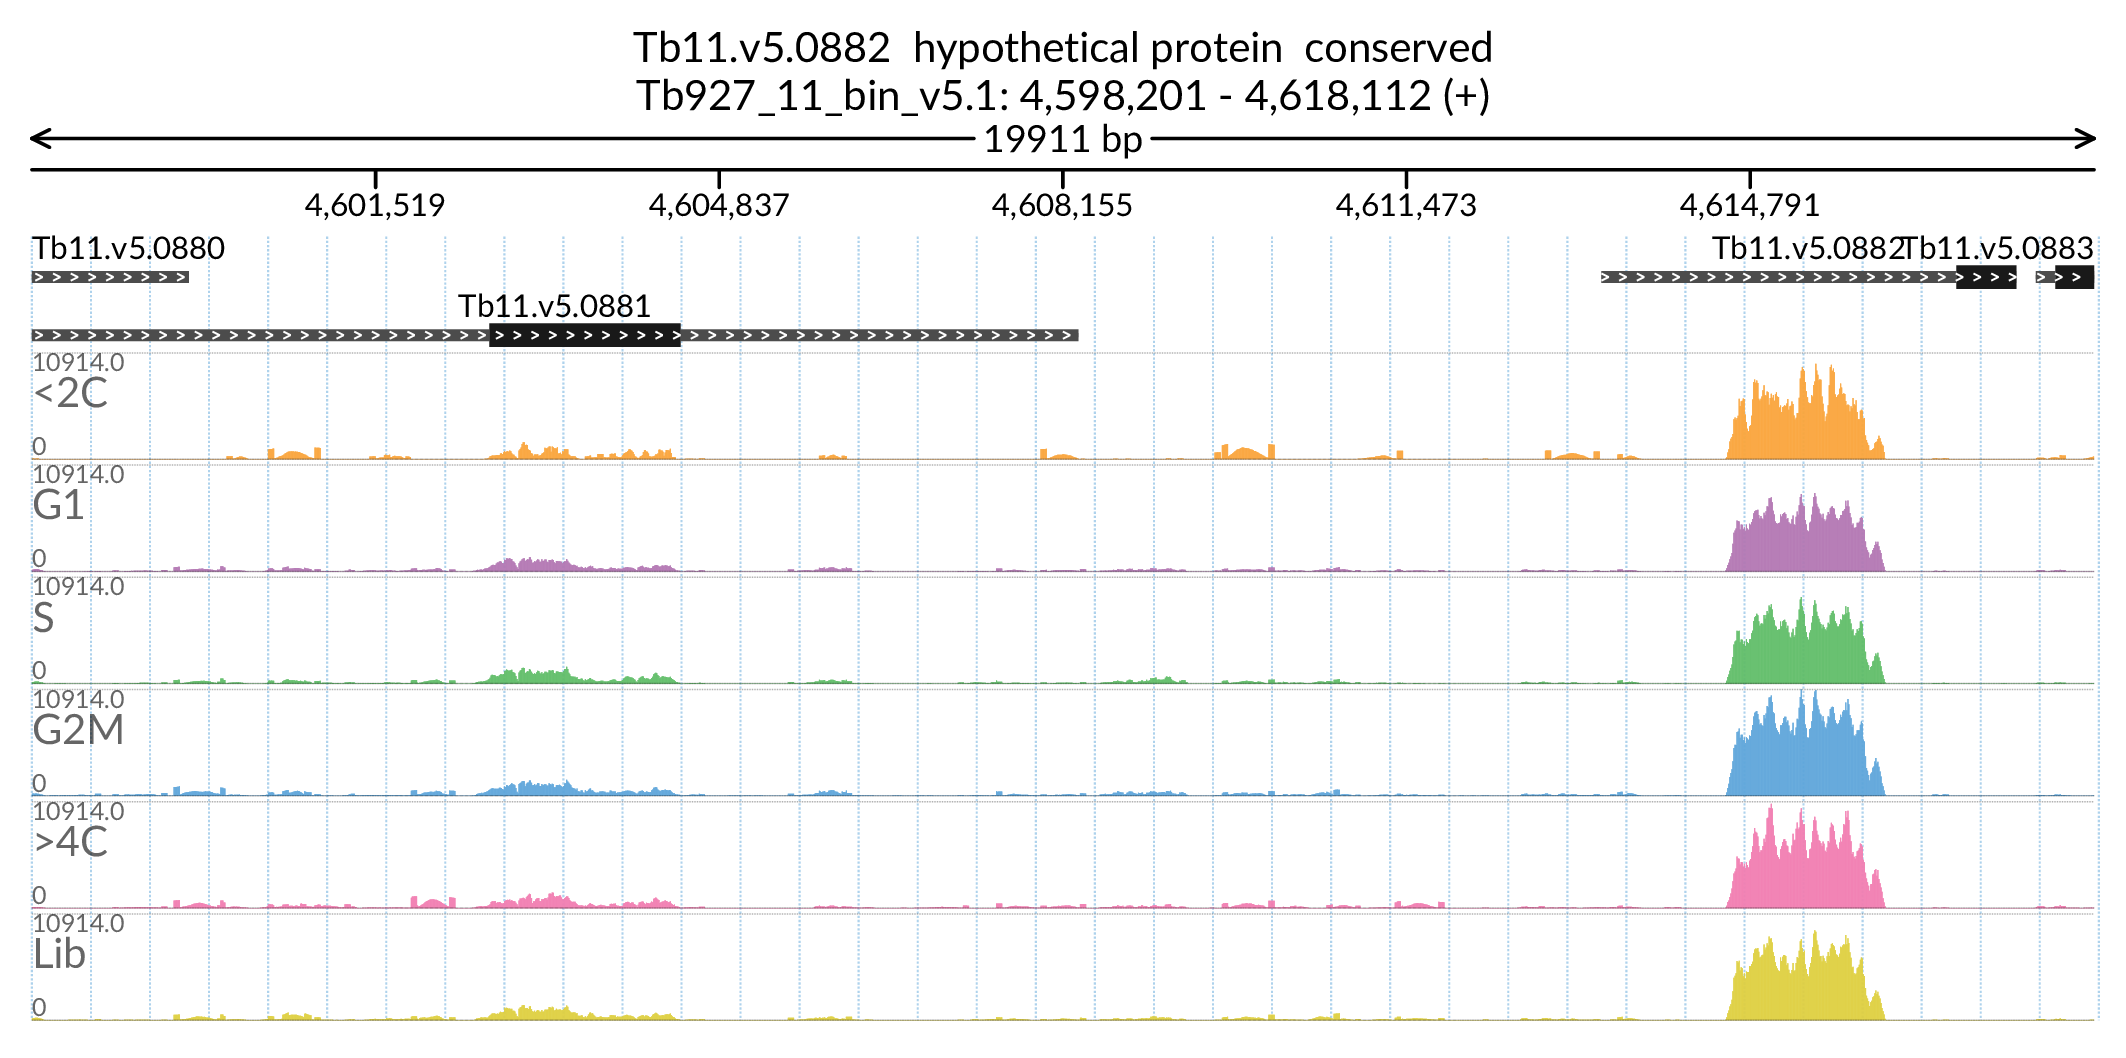 Tb11.v5.0882  hypothetical protein  conserved
Tb927_11_bin_v5.1: 4,598,201 - 4,618,112 (+)
19911 bp
4,601,519 4,604,837 4,608,155 4,611,473 4,614,791
Tb11.v5.0880 Tb11.v5.0882 Tb11.v5.0883
Tb11.v5.0881
10914.0
<2C
0
10914.0
G1
0
10914.0
S
0
10914.0
G2M
0
10914.0
>4C
0
10914.0
Lib
0